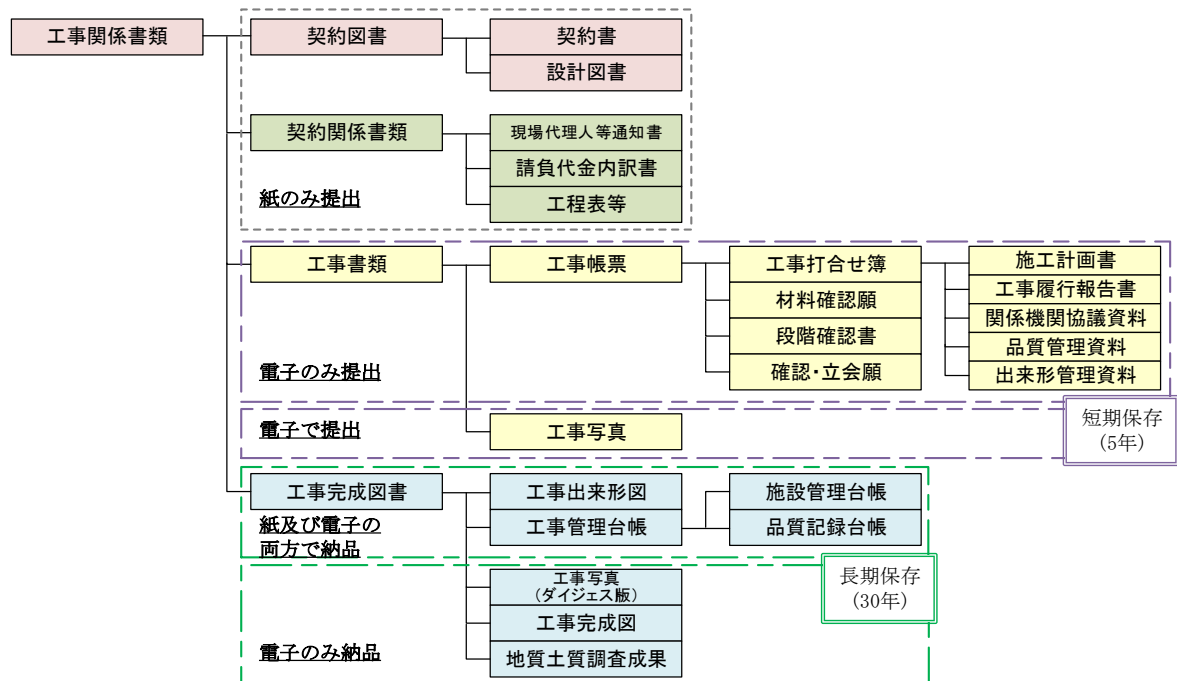 工事関係書類
契約図書
契約書
設計図書
契約関係書類
現場代理人等通知書
請負代金内訳書
工程表等
紙のみ提出
工事書類
工事帳票
工事打合せ簿
材料確認願
段階確認書
確認・立会願
施工計画書
工事履行報告書
関係機関協議資料
品質管理資料
出来形管理資料
電子のみ提出
電子で提出
工事写真
短期保存
(5年)
工事完成図書
工事出来形図
工事管理台帳
施設管理台帳
品質記録台帳
紙及び電子の
両方で納品
工事写真
(ダイジェス版)
工事完成図
地質土質調査成果
電子のみ納品
長期保存
(30年)